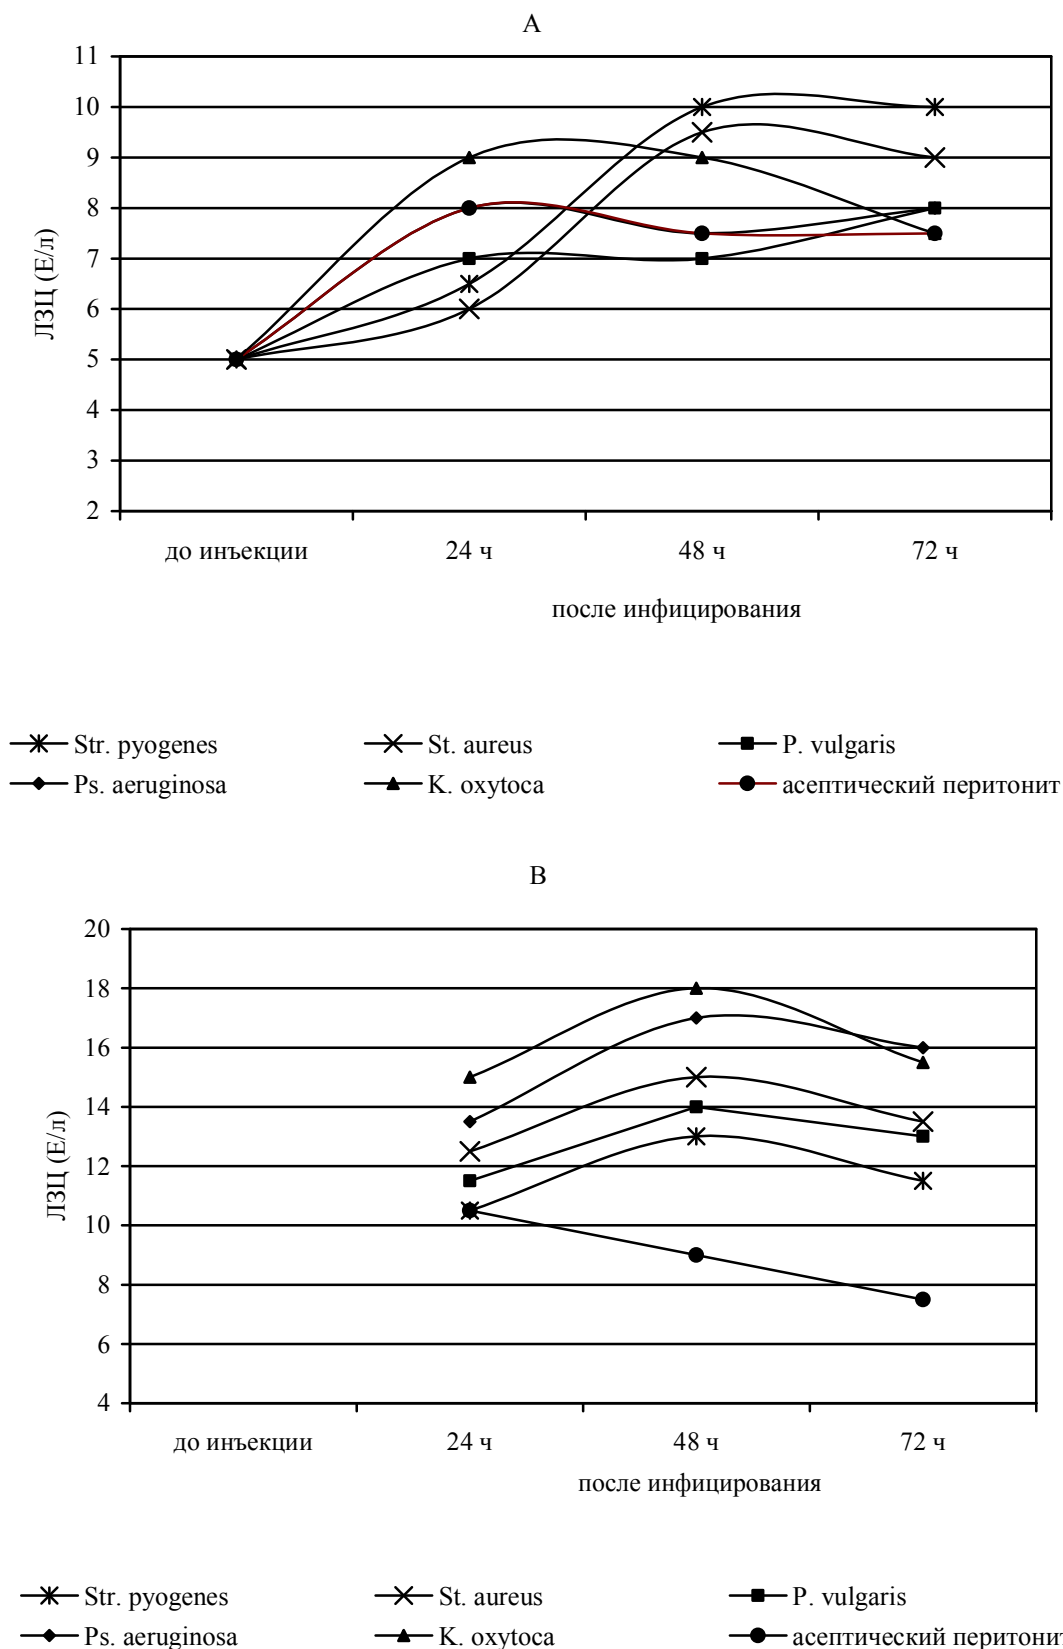 А
11
10
9
8
7
6
5
4
3
2
ЛЗЦ (Е/л)
до инъекции 24 ч 48 ч 72 ч
после инфицирования
Str. pyogenes St. aureus P. vulgaris
Ps. aeruginosa K. oxytoca асептический перитонит
В
20
18
16
14
12
10
8
6
4
ЛЗЦ (Е/л)
до инъекции 24 ч 48 ч 72 ч
после инфицирования
Str. pyogenes St. aureus P. vulgaris
Ps. aeruginosa K. oxytoca асептический перитонит